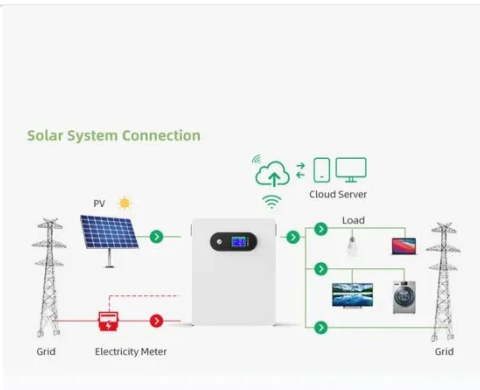 Solar System Connection
Cloud Server
PV
Load
Grid
Electricity Meter
Grid